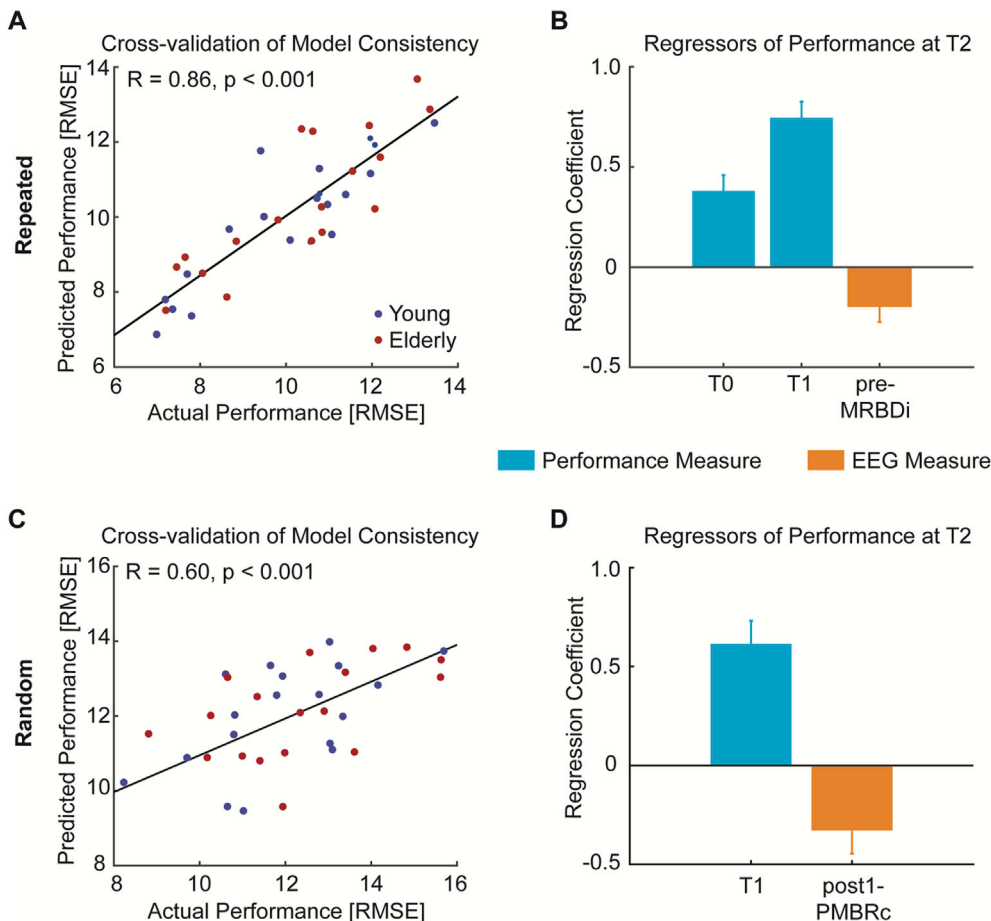 A
Cross-validation of Model Consistency
R = 0.86, p < 0.001
Repeated
Predicted Performance [RMSE]
14
12
10
8
6
Young
Elderly
6 8 10 12 14
Actual Performance [RMSE]
B
Regressors of Performance at T2
Regression Coefficient
1.0
0.5
0
-0.5
T0 T1 pre-
MRBDi
Performance Measure EEG Measure
C
Cross-validation of Model Consistency
R = 0.60, p < 0.001
Random
Predicted Performance [RMSE]
16
14
12
10
8
8 10 12 14 16
Actual Performance [RMSE]
D
Regressors of Performance at T2
Regression Coefficient
1.0
0.5
0
-0.5
T1 post1-
PMBRc